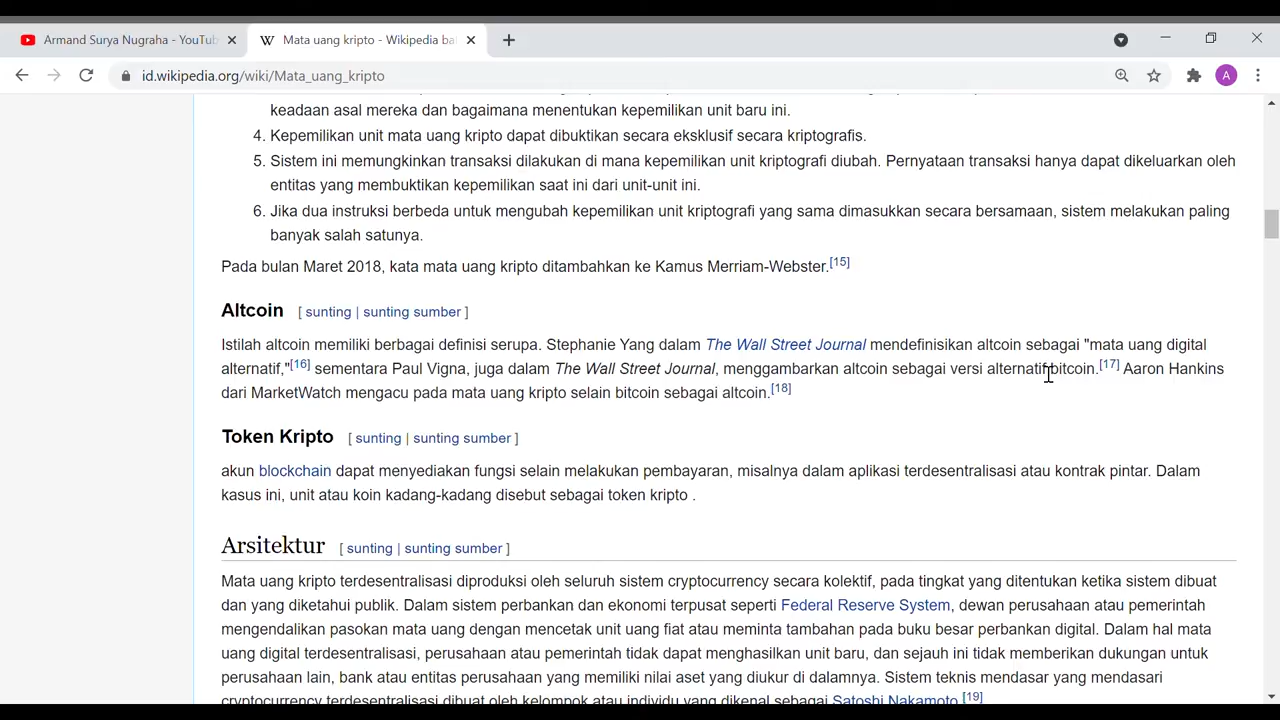 Armand Surya Nugraha - YouTub
Mata uang kripto - Wikipedia ba
id.wikipedia.org/wiki/Mata_uang_kripto
A
keadaan asal mereka dan bagaimana menentukan kepemilikan unit baru ini.
4. Kepemilikan unit mata uang kripto dapat dibuktikan secara eksklusif secara kriptografis.
5. Sistem ini memungkinkan transaksi dilakukan di mana kepemilikan unit kriptografi diubah. Pernyataan transaksi hanya dapat dikeluarkan oleh
entitas yang membuktikan kepemilikan saat ini dari unit-unit ini.
6. Jika dua instruksi berbeda untuk mengubah kepemilikan unit kriptografi yang sama dimasukkan secara bersamaan, sistem melakukan paling
banyak salah satunya.
Pada bulan Maret 2018, kata mata uang kripto ditambahkan ke Kamus Merriam-Webster.[15]
Altcoin [ sunting | sunting sumber ]
Istilah altcoin memiliki berbagai definisi serupa. Stephanie Yang dalam The Wall Street Journal mendefinisikan altcoin sebagai "mata uang digital
alternatif,"[16] sementara Paul Vigna, juga dalam The Wall Street Journal, menggambarkan altcoin sebagai versi alternatif bitcoin.[17] Aaron Hankins
dari MarketWatch mengacu pada mata uang kripto selain bitcoin sebagai altcoin.[18]
Token Kripto [ sunting | sunting sumber ]
akun blockchain dapat menyediakan fungsi selain melakukan pembayaran, misalnya dalam aplikasi terdesentralisasi atau kontrak pintar. Dalam
kasus ini, unit atau koin kadang-kadang disebut sebagai token kripto .
Arsitektur [ sunting | sunting sumber ]
Mata uang kripto terdesentralisasi diproduksi oleh seluruh sistem cryptocurrency secara kolektif, pada tingkat yang ditentukan ketika sistem dibuat
dan yang diketahui publik. Dalam sistem perbankan dan ekonomi terpusat seperti Federal Reserve System, dewan perusahaan atau pemerintah
mengendalikan pasokan mata uang dengan mencetak unit uang fiat atau meminta tambahan pada buku besar perbankan digital. Dalam hal mata
uang digital terdesentralisasi, perusahaan atau pemerintah tidak dapat menghasilkan unit baru, dan sejauh ini tidak memberikan dukungan untuk
perusahaan lain, bank atau entitas perusahaan yang memiliki nilai aset yang diukur di dalamnya. Sistem teknis mendasar yang mendasari
cryptocurrency terdesentralisasi dibuat oleh kelompok atau individu yang dikenal sebagai Satoshi Nakamoto.[19]